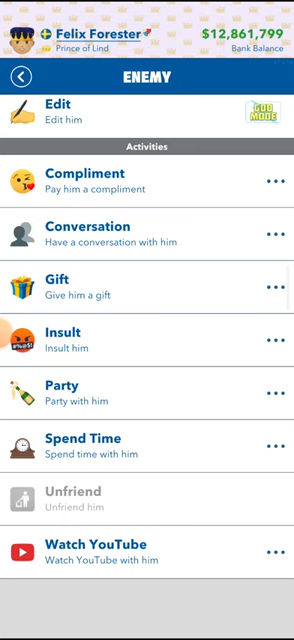 Felix Forester
$12,861,799
Prince of Lind
Bank Balance
ENEMY
Edit
Edit him
GOD
MODE
Activities
Compliment
Pay him a compliment
Conversation
Have a conversation with him
Gift
Give him a gift
@%@$!
Insult
Insult him
Party
Party with him
Spend Time
Spend time with him
Unfriend
Unfriend him
Watch YouTube
Watch YouTube with him